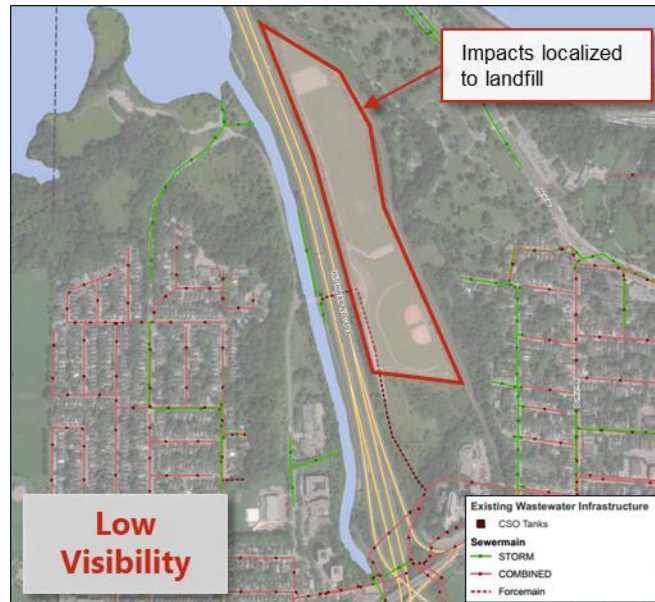 Impacts localized
to landfill
Low
Visibility
Existing Wastewater Infrastructure
CSO Tanks
Sewermain
STORM
COMBINED
Forcemain